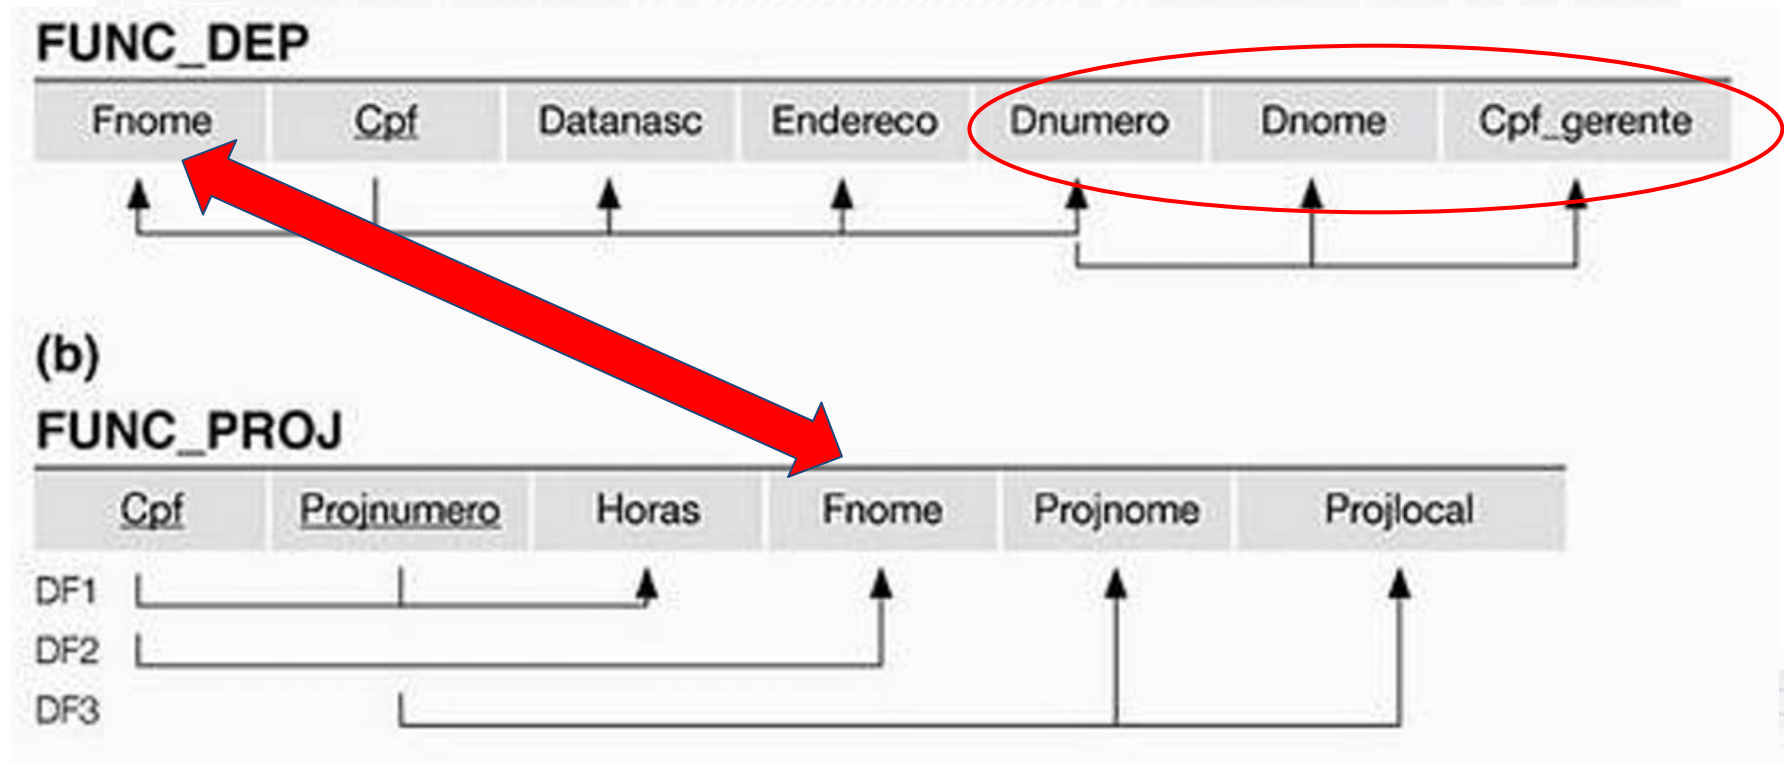 FUNC_DEP
Fnome Cpf Datanasc Endereco Dnumero Dnome Cpf_gerente
(b)
FUNC_PROJ
Cpf Projnumero Horas Fnome Projnome Projlocal
DF1
DF2
DF3